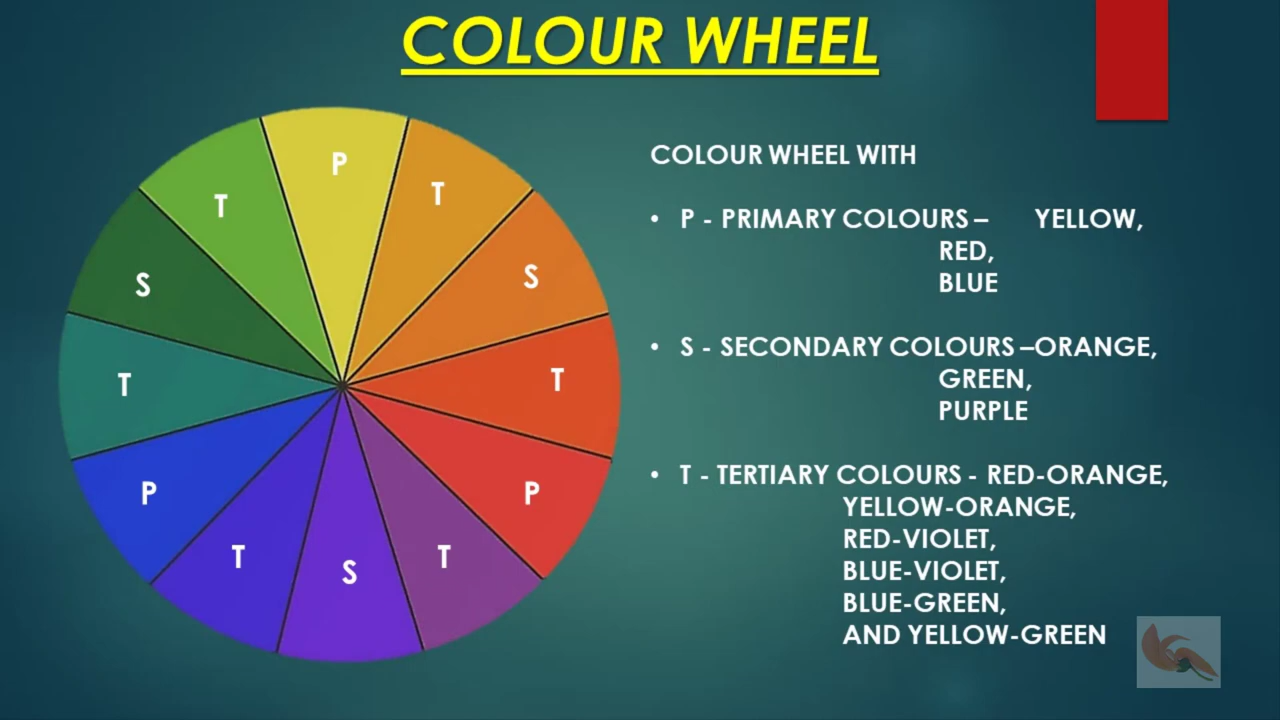 COLOUR WHEEL
P
T
T
S
S
T
T
P
P
T
T
S
COLOUR WHEEL WITH
• P - PRIMARY COLOURS – YELLOW,
RED,
BLUE
• S - SECONDARY COLOURS –ORANGE,
GREEN,
PURPLE
• T - TERTIARY COLOURS - RED-ORANGE,
YELLOW-ORANGE,
RED-VIOLET,
BLUE-VIOLET,
BLUE-GREEN,
AND YELLOW-GREEN